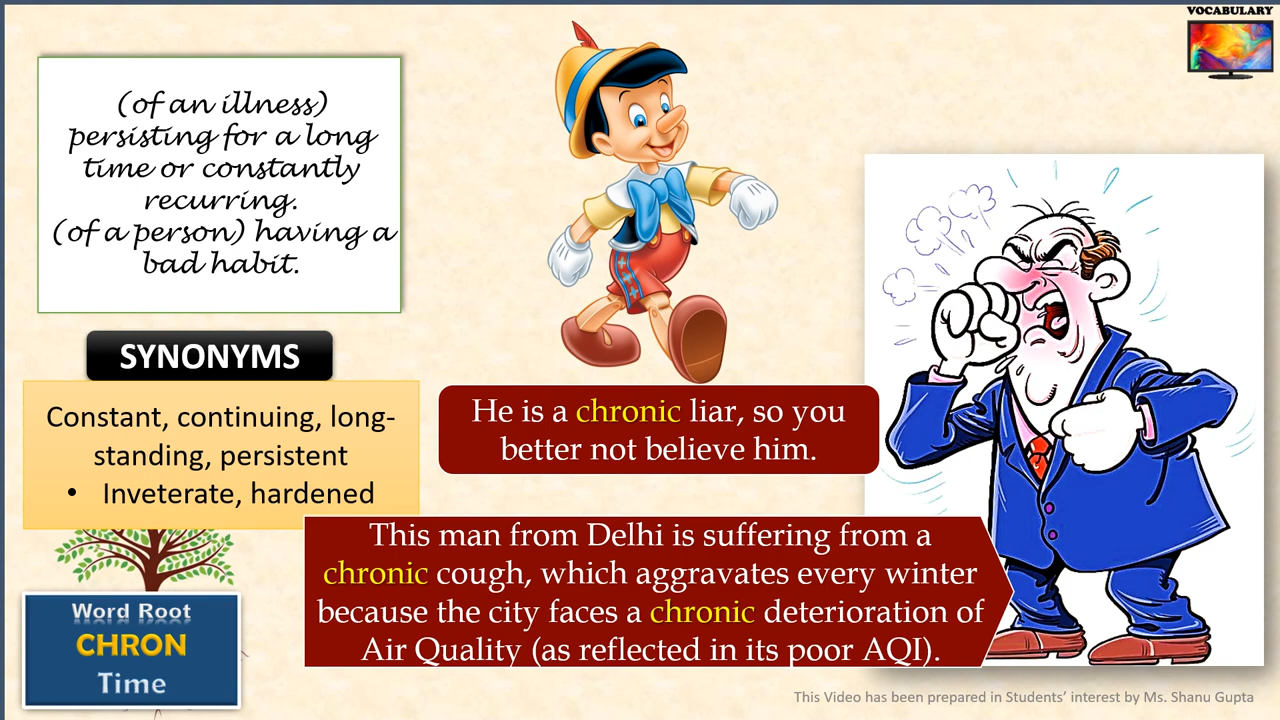 VOCABULARY
(of an illness)
persisting for a long
time or constantly
recurring.
(of a person) having a
bad habit.
SYNONYMS
Constant, continuing, long-
standing, persistent
• Inveterate, hardened
He is a chronic liar, so you
better not believe him.
This man from Delhi is suffering from a
chronic cough, which aggravates every winter
because the city faces a chronic deterioration of
Air Quality (as reflected in its poor AQI).
Word Root
CHRON
Time
This Video has been prepared in Students' interest by Ms. Shanu Gupta